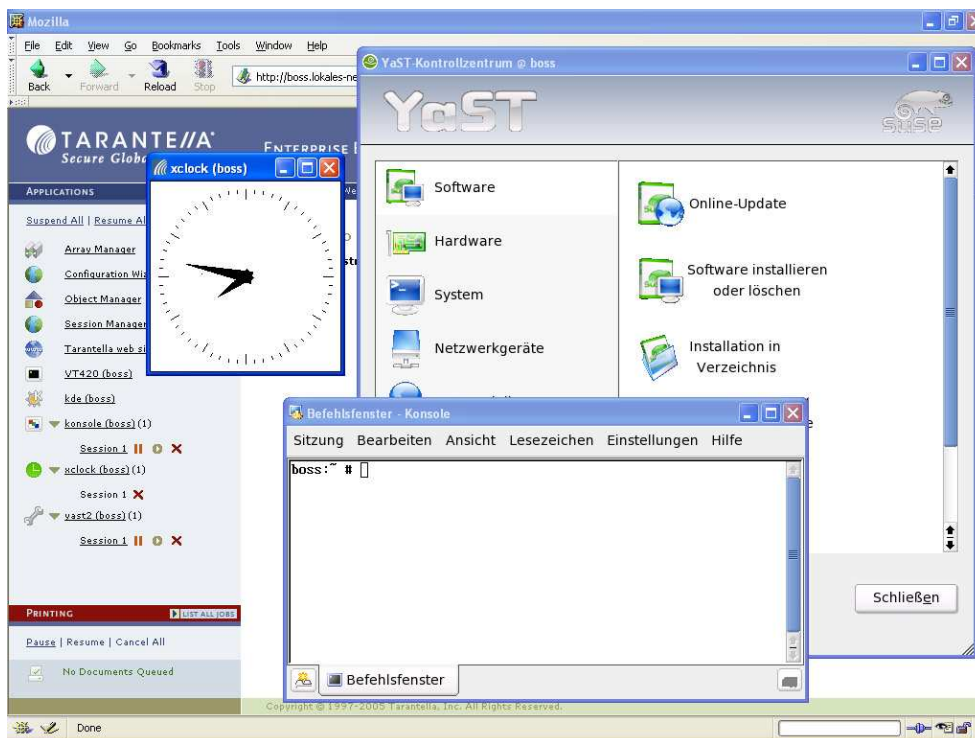 Mozilla
File Edit View Go Bookmarks Tools Window Help
Back Forward Reload Stop
http://boss.lokales-ne
TARANTE//A
Secure Globa
ENTERPRISE
APPLICATIONS
Suspend All | Resume Al
Array Manager
Configuration Wiz
Object Manager
Session Manager
Tarantella web si
VT420 (boss)
kde (boss)
konsole (boss) (1)
Session 1
xclock (boss) (1)
Session 1
yast2 (boss) (1)
Session 1
PRINTING
LIST ALL JOBS
Pause | Resume | Cancel All
No Documents Queued
Copyright © 1997-2005 Tarantella, Inc. All Rights Reserved.
Done
xclock (boss)
YaST-Kontrollzentrum @ boss
YaST
SUSE
Software
Hardware
System
Netzwerkgeräte
Online-Update
Software installieren
oder löschen
Installation in
Verzeichnis
Schließen
Befehlsfenster - Konsole
Sitzung Bearbeiten Ansicht Lesezeichen Einstellungen Hilfe
boss:~ #
Befehlsfenster